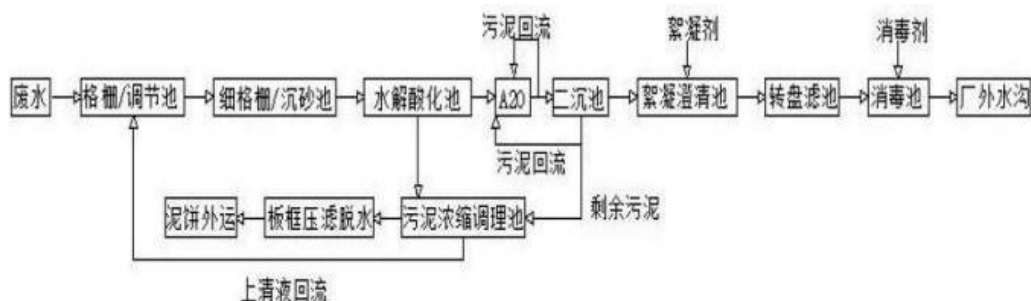 污泥回流
絮凝剂
消毒剂
废水
格栅/调节池
细格栅/沉砂池
水解酸化池
A20
二沉池
絮凝澄清池
转盘滤池
消毒池
厂外水沟
污泥回流
剩余污泥
泥饼外运
板框压滤脱水
污泥浓缩调理池
上清液回流